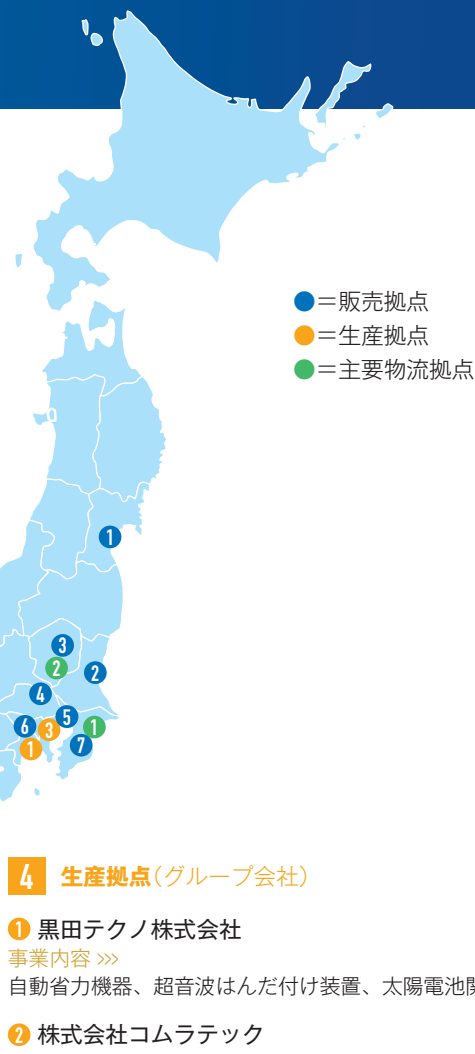 ●=販売拠点
●=生産拠点
●=主要物流拠点
1
3
2
2
4
5
6
3
1
7
1
4 生産拠点(グループ会社)
1 黒田テクノ株式会社
事業内容 >>>
自動省力機器、超音波はんだ付け装置、太陽電池
2 株式会社コムラテック